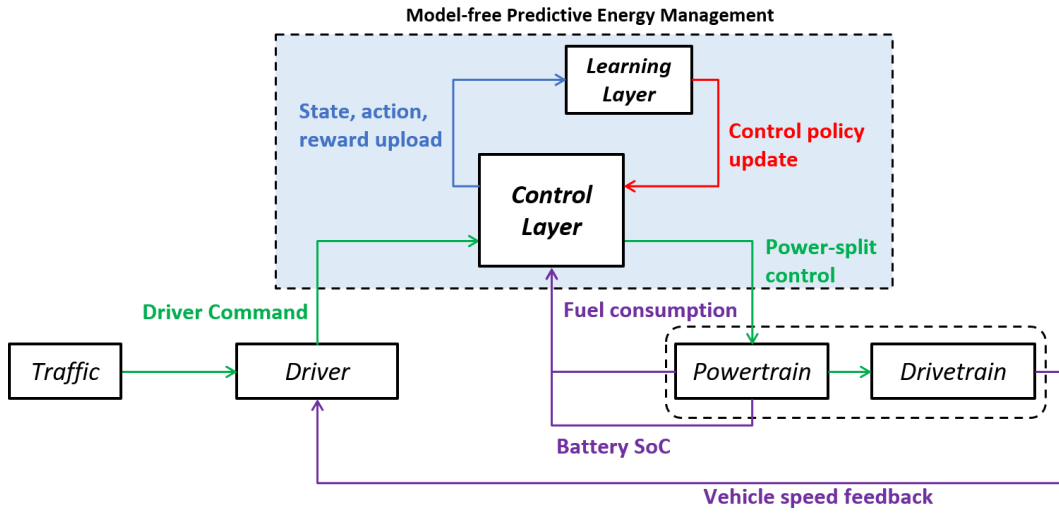 Model-free Predictive Energy Management
Learning
Layer
State, action,
reward upload
Control policy
update
Control
Layer
Power-split
control
Driver Command
Fuel consumption
Traffic
Driver
Powertrain
Drivetrain
Battery SoC
Vehicle speed feedback